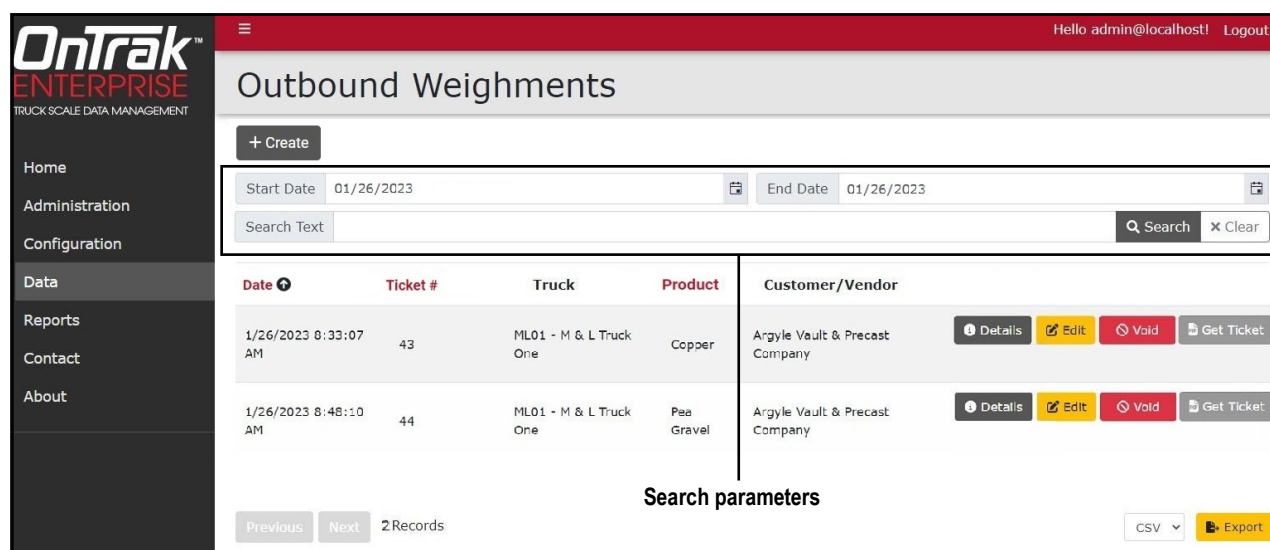 OnTrak™
ENTERPRISE
TRUCK SCALE DATA MANAGEMENT
Home
Administration
Configuration
Data
Reports
Contact
About
Hello admin@localhost! Logout
Outbound Weighments
+ Create
Start Date 01/26/2023 End Date 01/26/2023
Search Text Search × Clear
Date Ticket # Truck Product Customer/Vendor
1/26/2023 8:33:07 43 ML01 - M & L Truck Copper Argyle Vault & Precast Details Edit Void Get Ticket
AM One Company
1/26/2023 8:48:10 44 ML01 - M & L Truck Pea Argyle Vault & Precast Details Edit Void Get Ticket
AM One Gravel Company
Search parameters
Previous Next 2 Records CSV Export